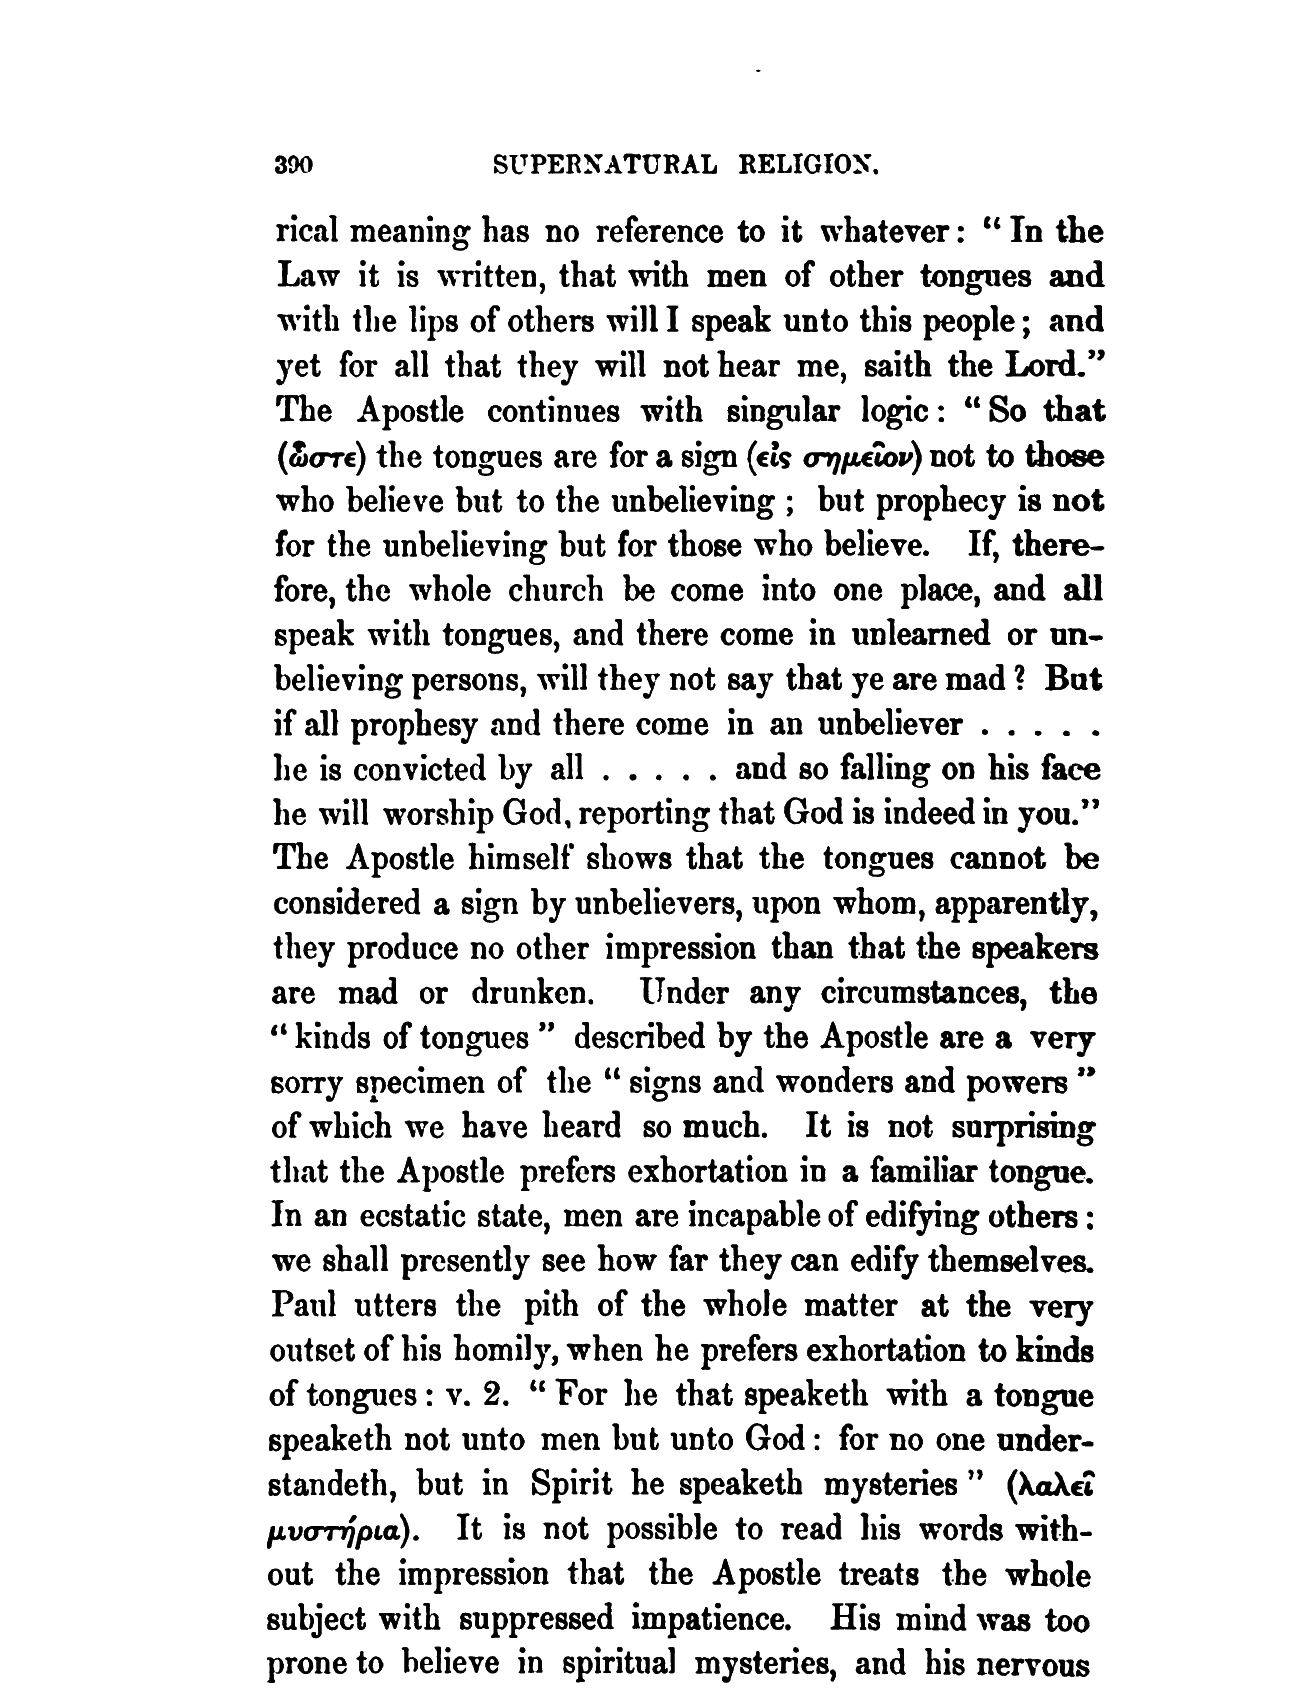 390 SUPERNATURAL RELIGION.
rical meaning has no reference to it whatever: “ In the
Law it is written, that with men of other tongues and
with the lips of others will I speak unto this people; and
yet for all that they will not hear me, saith the Lord.”
The Apostle continues with singular logic: “ So that
(ὥστε) the tongues are for a sign (εἰς σημεῖον) not to those
who believe but to the unbelieving ; but prophecy is not
for the unbelieving but for those who believe. If, there-
fore, the whole church be come into one place, and all
speak with tongues, and there come in unlearned or un-
believing persons, will they not say that ye are mad ? But
if all prophesy and there come in an unbeliever . . . . .
he is convicted by all . . . . . and so falling on his face
he will worship God, reporting that God is indeed in you.”
The Apostle himself shows that the tongues cannot be
considered a sign by unbelievers, upon whom, apparently,
they produce no other impression than that the speakers
are mad or drunken. Under any circumstances, the
“ kinds of tongues ” described by the Apostle are a very
sorry specimen of the “ signs and wonders and powers ”
of which we have heard so much. It is not surprising
that the Apostle prefers exhortation in a familiar tongue.
In an ecstatic state, men are incapable of edifying others :
we shall presently see how far they can edify themselves.
Paul utters the pith of the whole matter at the very
outset of his homily, when he prefers exhortation to kinds
of tongues : v. 2. “ For he that speaketh with a tongue
speaketh not unto men but unto God : for no one under-
standeth, but in Spirit he speaketh mysteries ” (λαλεῖ
μυστήρια). It is not possible to read his words with-
out the impression that the Apostle treats the whole
subject with suppressed impatience. His mind was too
prone to believe in spiritual mysteries, and his nervous